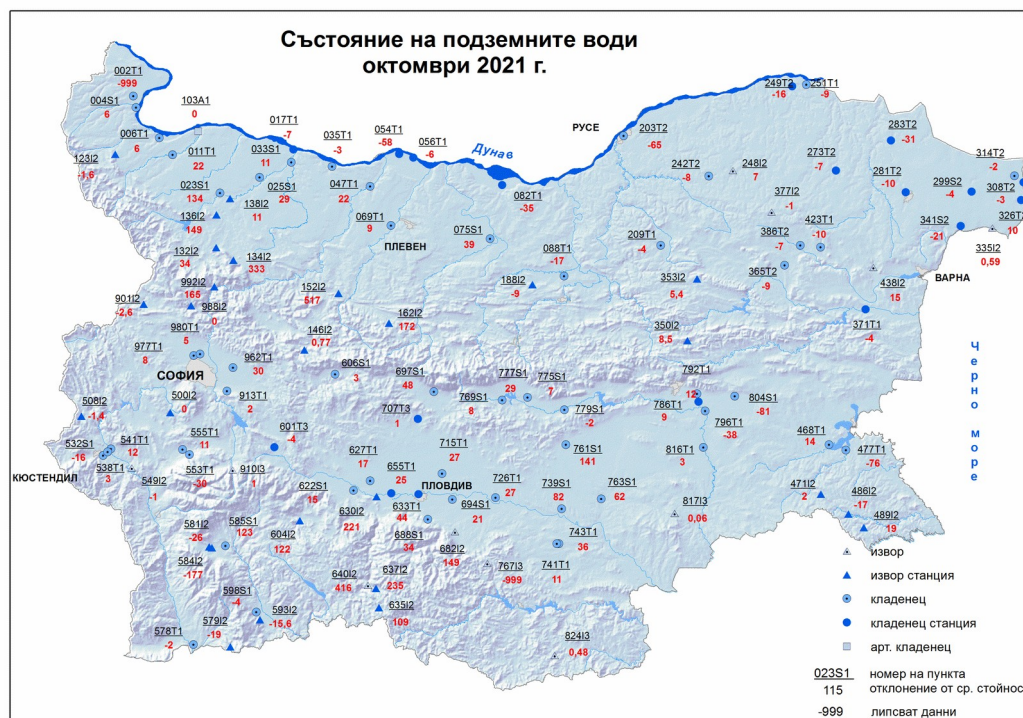 Състояние на подземните води
октомври 2021 г.
002T1
-999
004S1
6
103A1
0
006T1
6
017T1
-7
011T1
22
033S1
11
035T1
-3
054T1
-58
056T1
-6
Дунав
РУСЕ
203T2
-65
249T2
-16
251T1
-9
283T2
-31
314T2
-2
123I2
-1,6
023S1
134
138I2
11
025S1
29
047T1
22
082T1
-35
242T2
-8
248I2
7
273T2
-7
281T2
-10
299S2
-4
308T2
-3
326T2
10
136I2
149
069T1
9
ПЛЕВЕН
075S1
39
088T1
-17
209T1
-4
377I2
-1
386T2
-7
423T1
-10
341S2
-21
335I2
0,59
132I2
34
134I2
333
992I2
165
152I2
517
188I2
-9
353I2
5,4
365T2
-9
438I2
15
ВАРНА
901I2
-2,6
988I2
0
162I2
172
146I2
0,77
350I2
8,5
371T1
-4
980T1
5
977T1
8
СОФИЯ
962T1
30
606S1
3
697S1
48
777S1
29
775S1
7
792T1
12
Черно море
913T1
2
500I2
0
508I2
-1,4
769S1
8
779S1
-2
786T1
9
804S1
-81
796T1
-38
707T3
1
601T3
-4
532S1
-16
541T1
12
555T1
11
КЮСТЕНДИЛ
538T1
3
549I2
-1
553T1
-30
910I3
1
627T1
17
715T1
27
761S1
141
816T1
3
468T1
14
477T1
-76
655T1
25
ПЛОВДИВ
622S1
15
630I2
221
633T1
44
694S1
21
726T1
27
739S1
82
763S1
62
817I3
0,06
471I2
2
486I2
-17
489I2
19
581I2
-26
585S1
123
604I2
122
688S1
34
682I2
149
743T1
36
741T1
11
584I2
-177
640I2
416
637I2
235
767I3
-999
598S1
-4
593I2
-15,6
579I2
-19
635I2
109
578T1
-2
824I3
0,48
извор
извор станция
кладенец
кладенец станция
арт. кладенец
023S1 номер на пункта
115 отклонение от ср. стойнос
-999 липсват данни